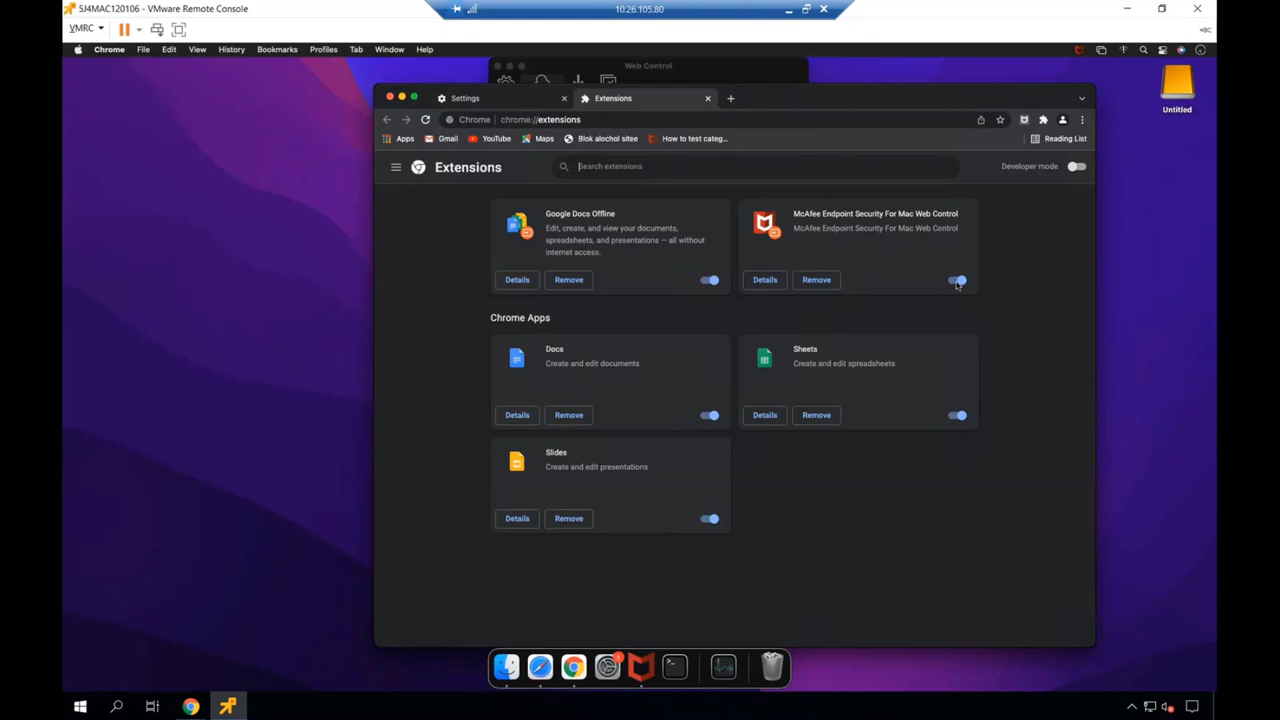 5J4MAC120106 - VMware Remote Console
10.26.105.80
VMRC
Chrome File Edit View History Bookmarks Profiles Tab Window Help
Web Control
Settings
Extensions
Chrome chrome://extensions
Apps Gmail YouTube Maps Blok alochol sitee How to test categ... Reading List
Extensions
Search extensions
Developer mode
Google Docs Offline
Edit, create, and view your documents,
spreadsheets, and presentations — all without
internet access.
Details Remove
McAfee Endpoint Security For Mac Web Control
McAfee Endpoint Security For Mac Web Control
Details Remove
Chrome Apps
Docs
Create and edit documents
Details Remove
Sheets
Create and edit spreadsheets
Details Remove
Slides
Create and edit presentations
Details Remove
Untitled
1